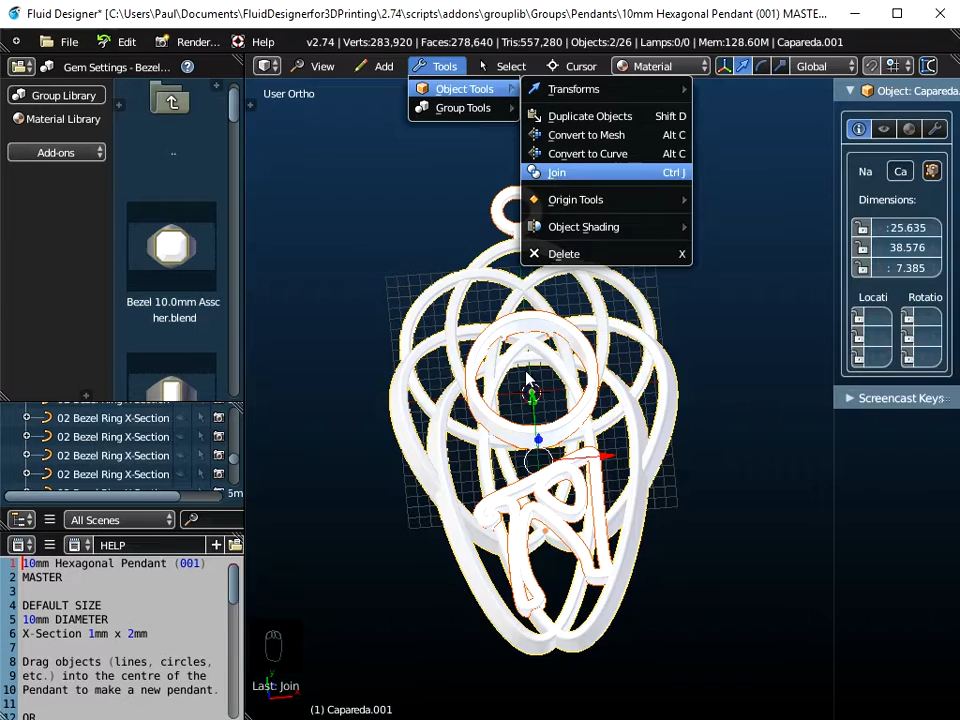 Fluid Designer* [C:\Users\Paul\Documents\FluidDesignerfor3DPrinting\2.74\scripts\addons\grouplib\Groups\Pendants\10mm Hexagonal Pendant (001) MASTE...
File Edit Render... Help v2.74 | Verts:283,920 | Faces:278,640 | Tris:557,280 | Objects:2/26 | Lamps:0/0 | Mem:128.60M | Capareda.001
Gem Settings - Bezel... View Add Tools Select Cursor Material Global
Group Library
Material Library
Add-ons
..
Bezel 10.0mm Assc
her.blend
User Ortho
Object Tools
Group Tools
Transforms
Duplicate Objects Shift D
Convert to Mesh Alt C
Convert to Curve Alt C
Join Ctrl J
Origin Tools
Object Shading
Delete X
Object: Capareda.
Na Ca
Dimensions:
:25.635
38.576
: 7.385
Locati Rotatio
Screencast Keys
02 Bezel Ring X-Section
02 Bezel Ring X-Section
02 Bezel Ring X-Section
02 Bezel Ring X-Section
5m
All Scenes
HELP
1 10mm Hexagonal Pendant (001)
2 MASTER
3
4 DEFAULT SIZE
5 10mm DIAMETER
6 X-Section 1mm x 2mm
7
8 Drag objects (lines, circles,
9 etc.) into the centre of the
10 Pendant to make a new pendant.
11
12 OR
Last: Join
(1) Capareda.001